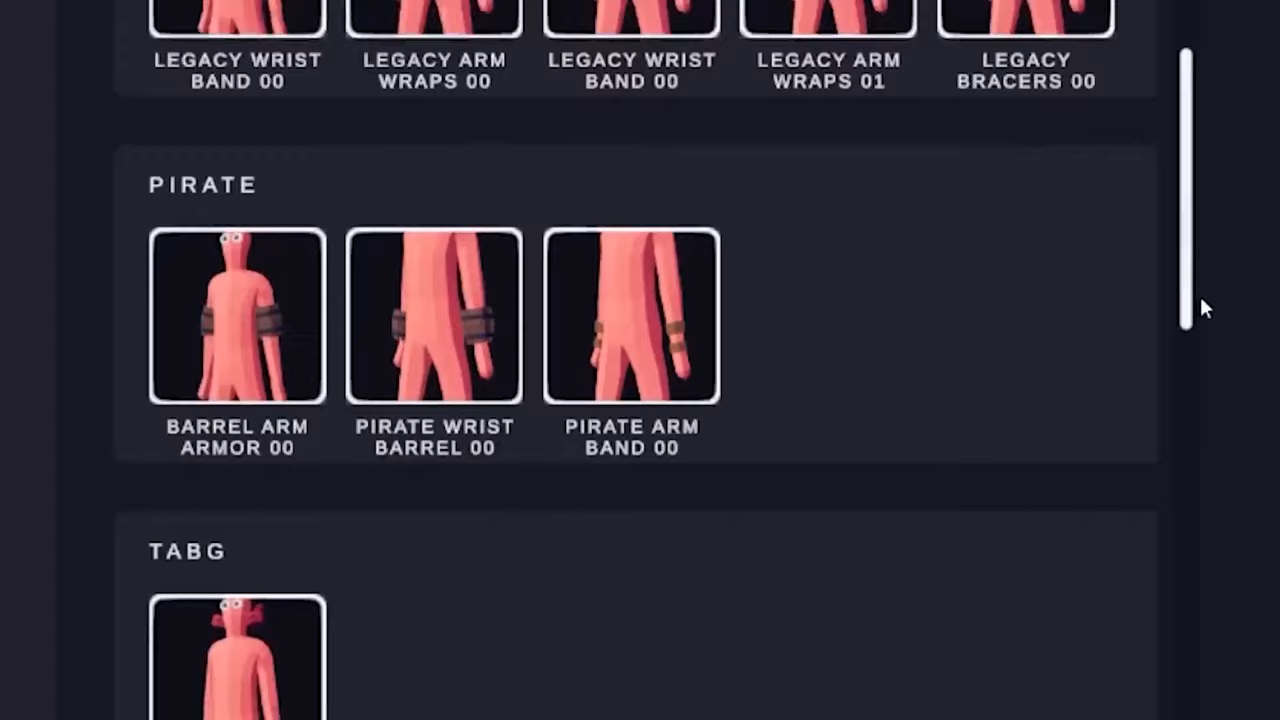 LEGACY WRIST
BAND 00
LEGACY ARM
WRAPS 00
LEGACY WRIST
BAND 00
LEGACY ARM
WRAPS 01
LEGACY
BRACERS 00
PIRATE
BARREL ARM
ARMOR 00
PIRATE WRIST
BARREL 00
PIRATE ARM
BAND 00
TABG